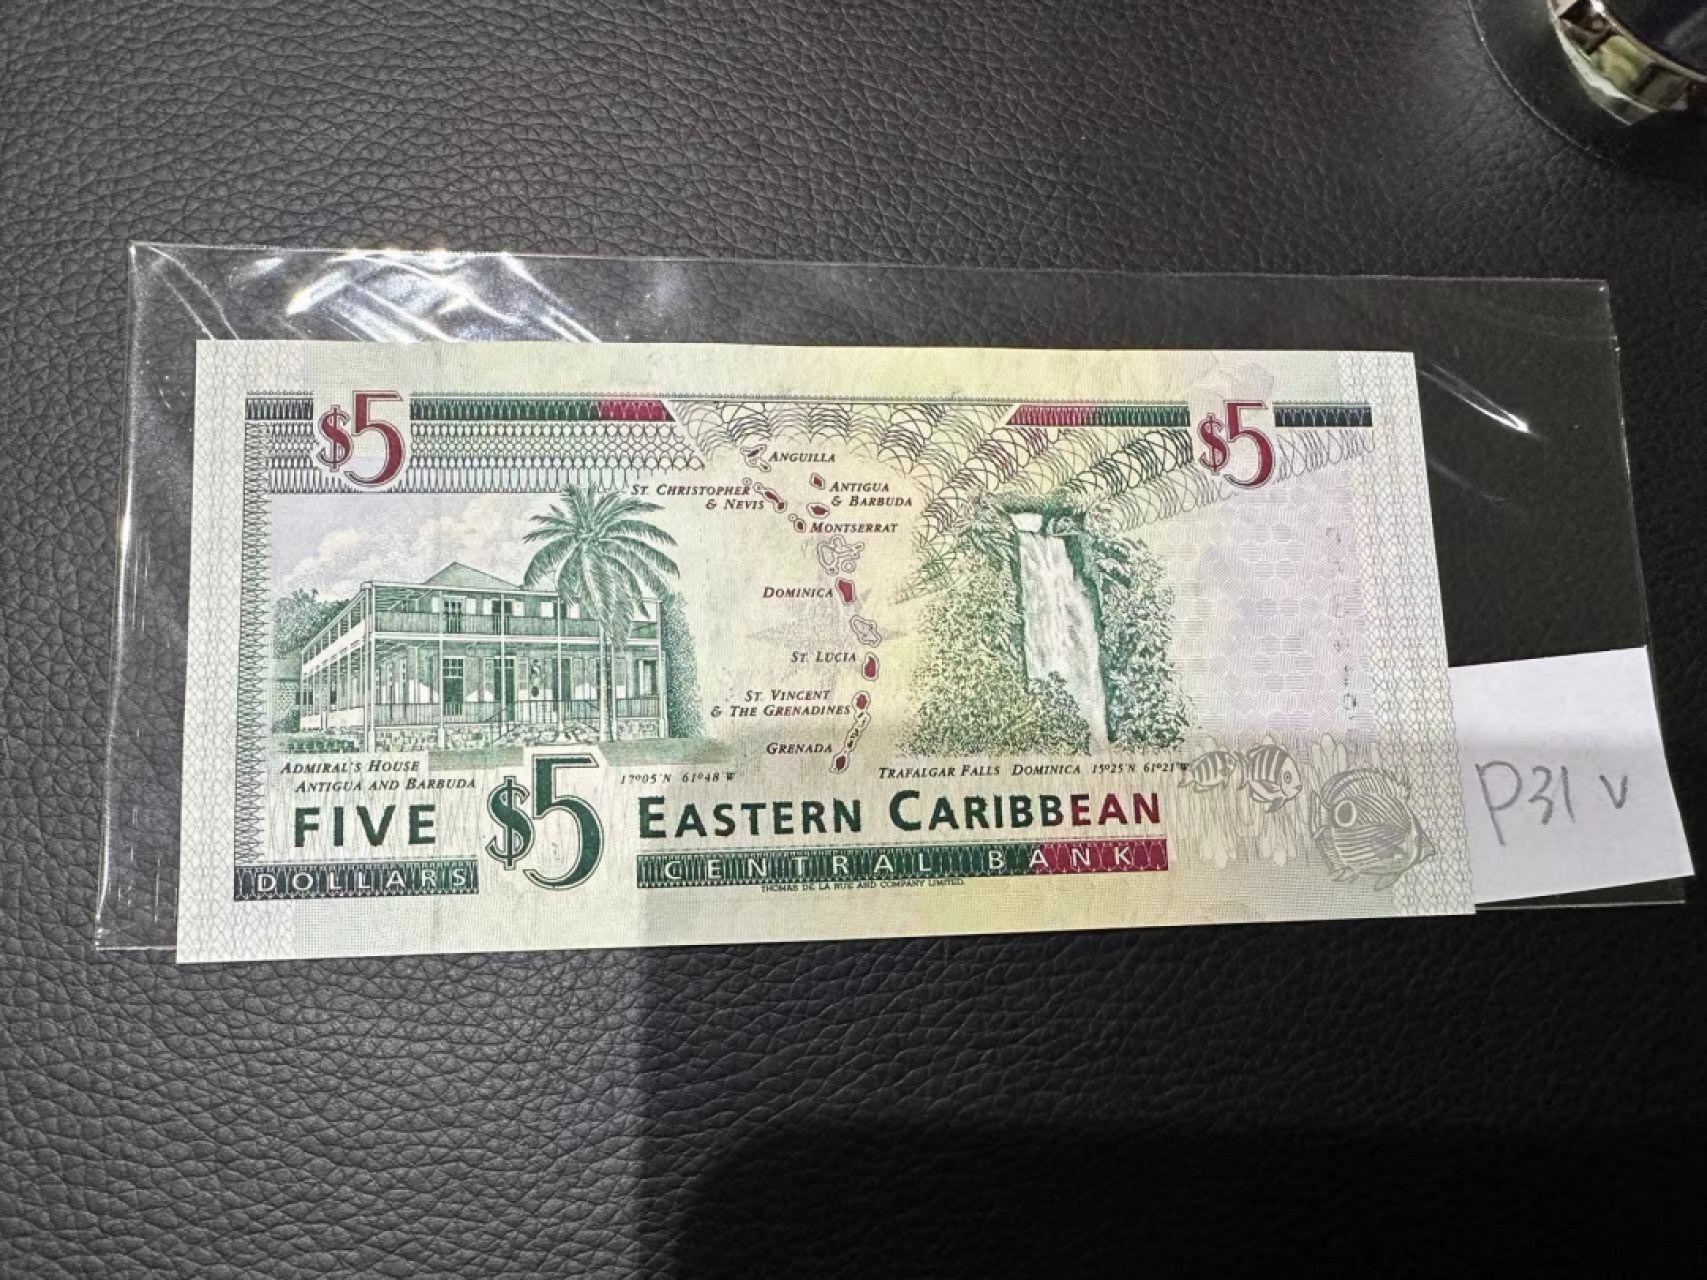 $5
$5
ANGUILLA
ST. CHRISTOPHER
& NEVIS
ANTIGUA
& BARBUDA
MONTSERRAT
DOMINICA
ST. LUCIA
ST. VINCENT
& THE GRENADINES
GRENADA
ADMIRAL'S HOUSE
ANTIGUA AND BARBUDA
17°05'N 61°48'W
TRAFALGAR FALLS DOMINICA 15°25'N 61°21'W
FIVE
DOLLARS
$5
EASTERN CARIBBEAN
CENTRAL BANK
THOMAS DE LA RUE AND COMPANY LIMITED.
P31 v